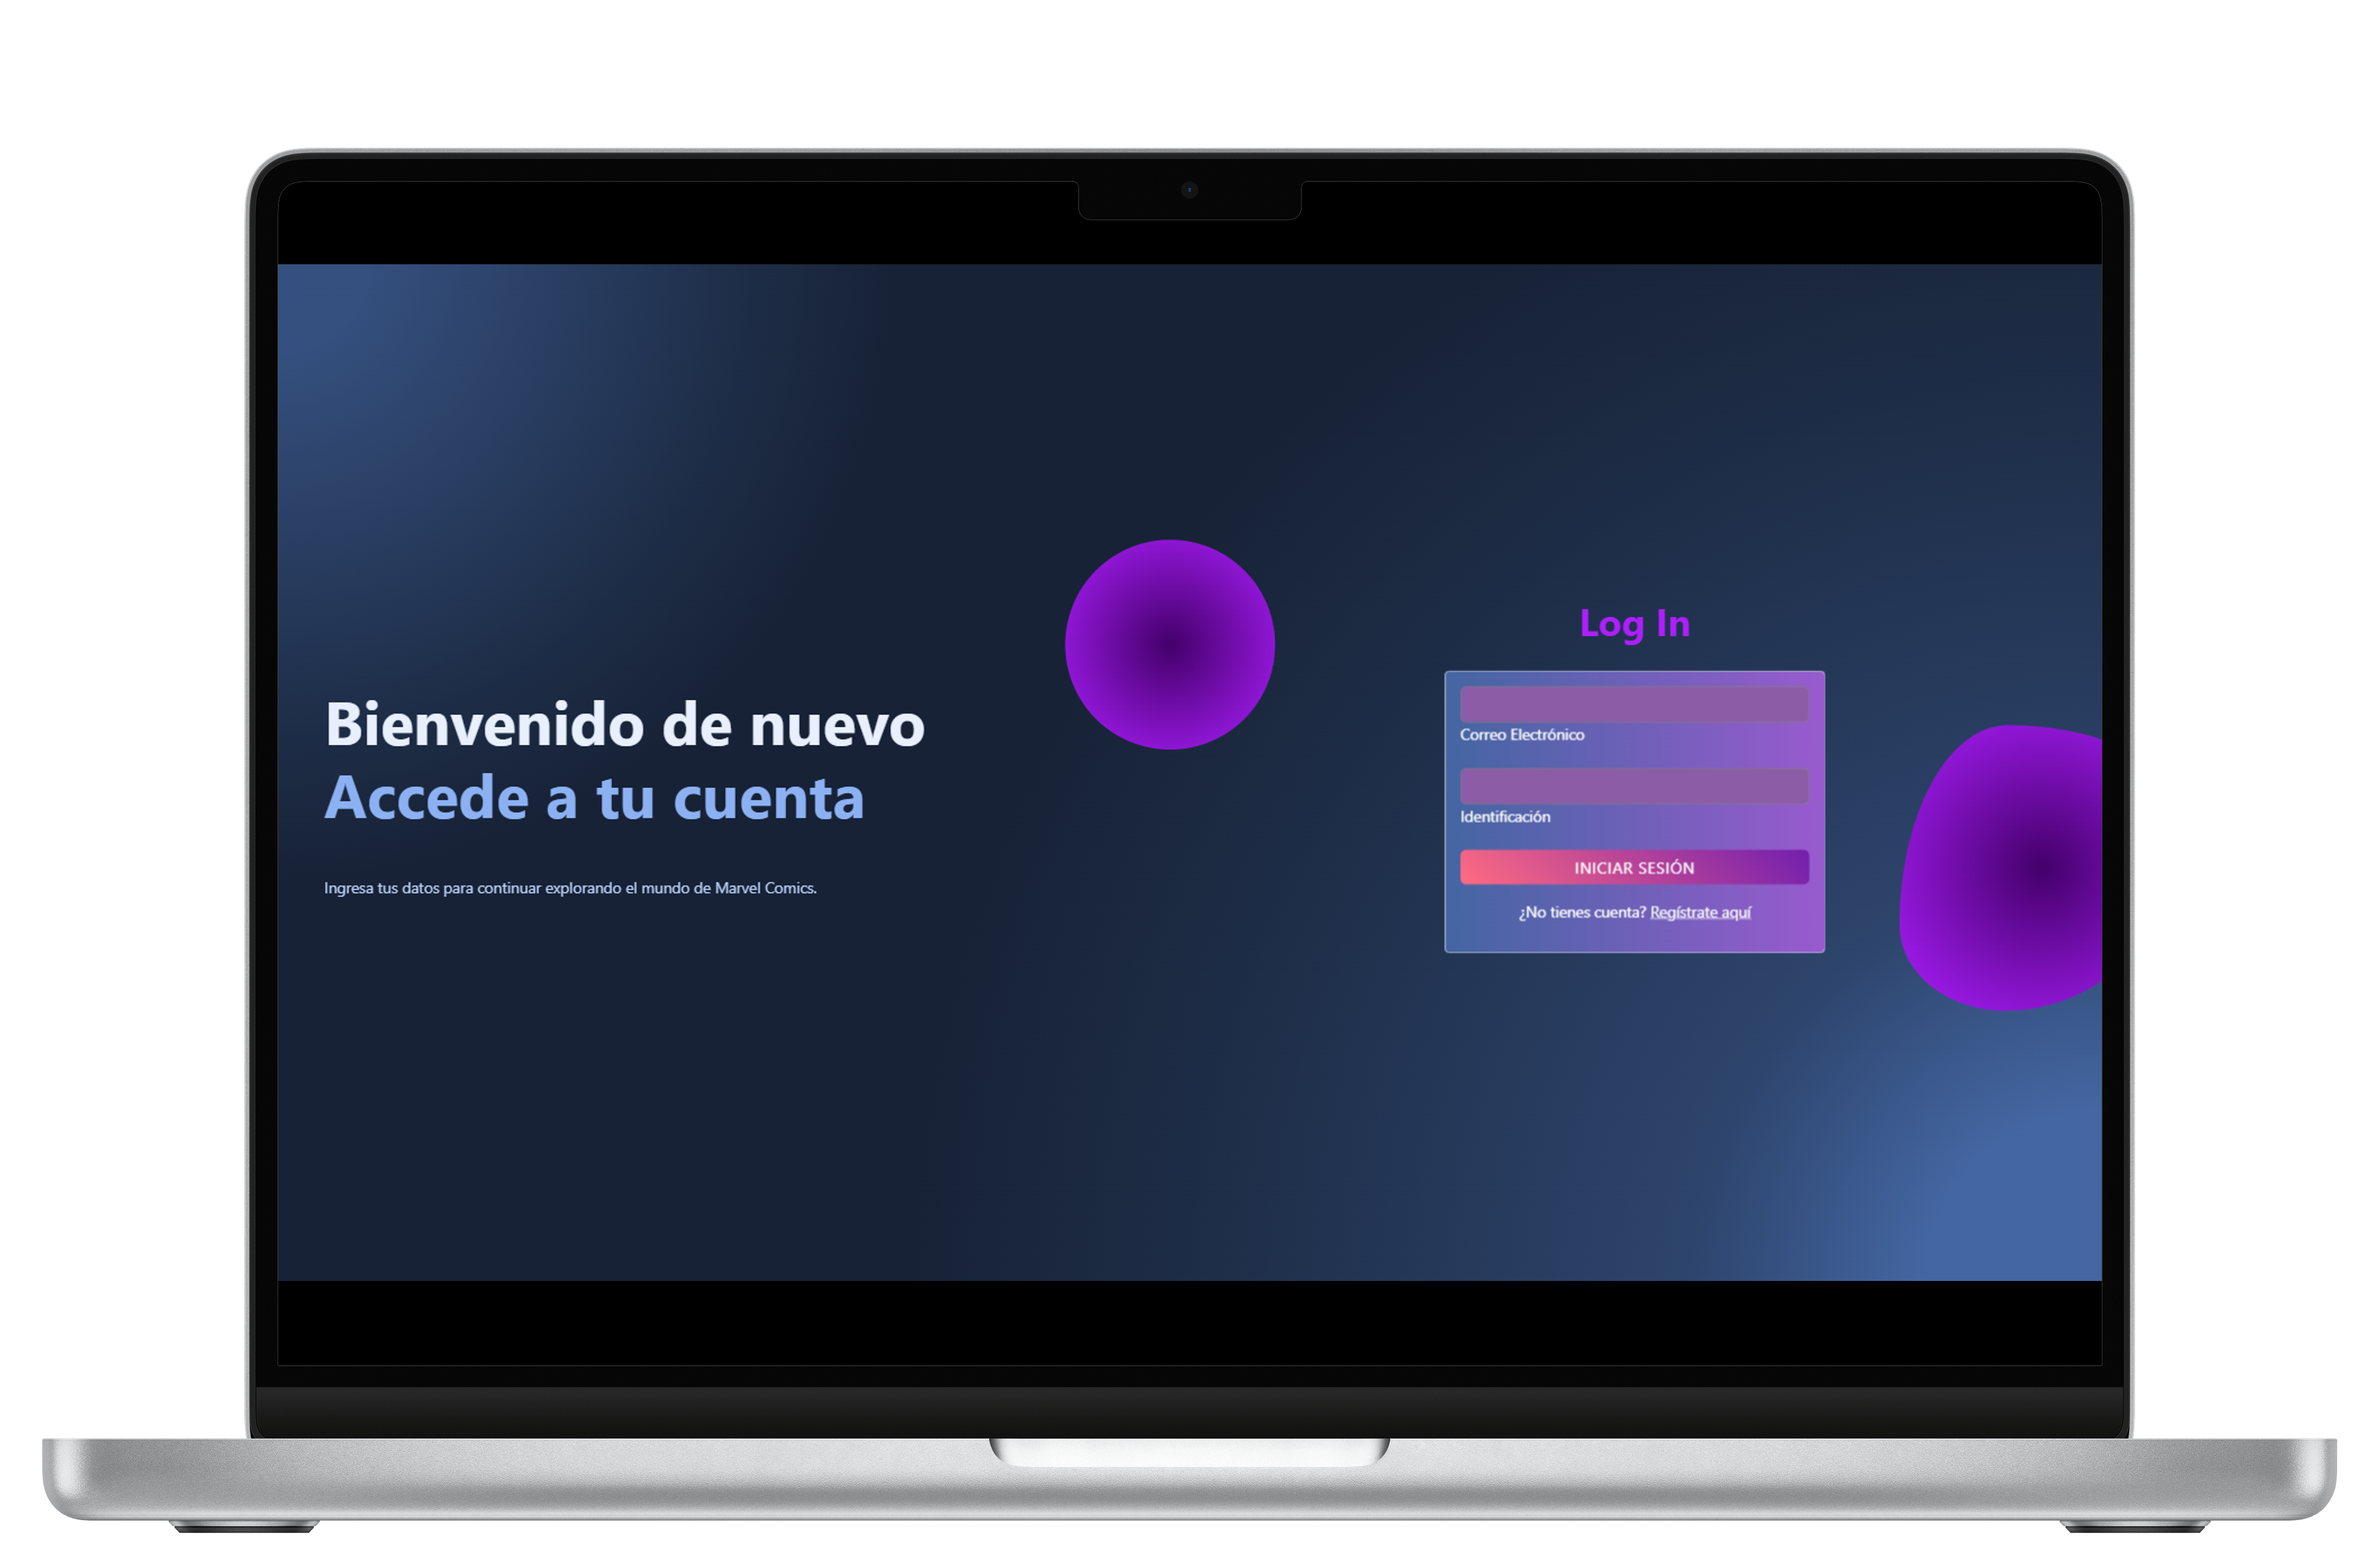 Bienvenido de nuevo
Accede a tu cuenta
Ingresa tus datos para continuar explorando el mundo de Marvel Comics.
Log In
Correo Electrónico
Identificación
INICIAR SESIÓN
¿No tienes cuenta? Regístrate aquí